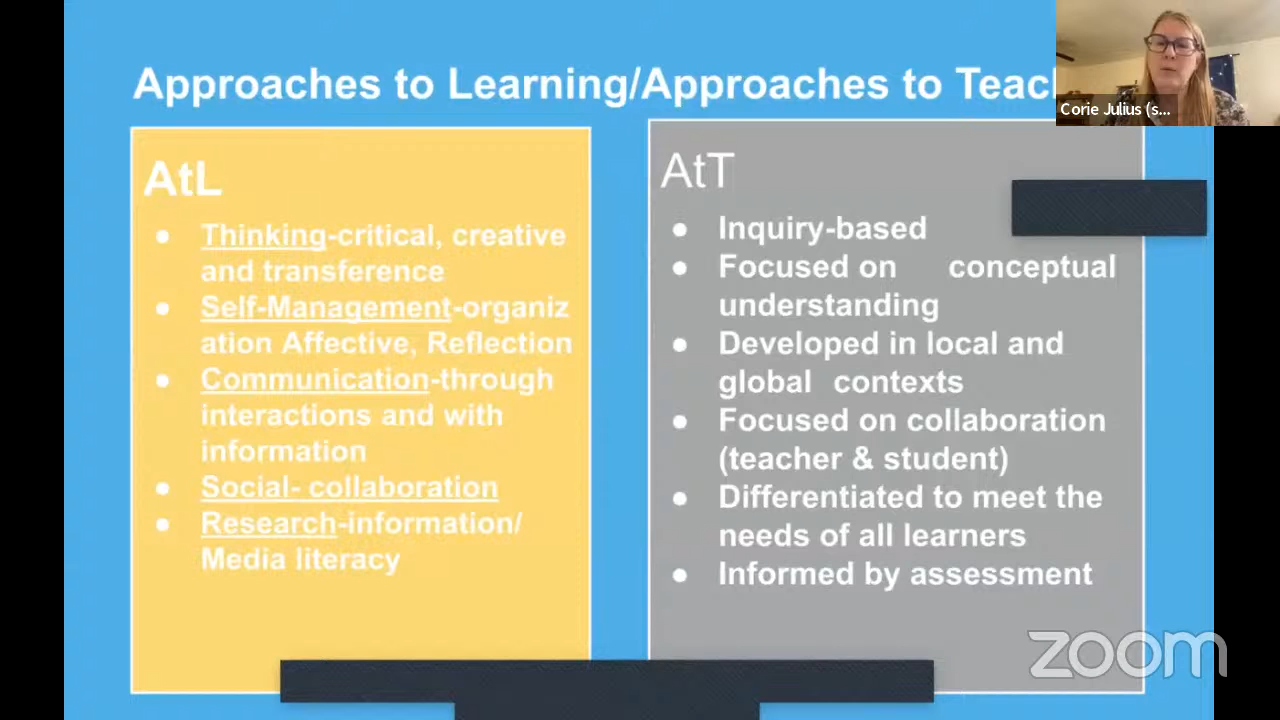 Approaches to Learning/Approaches to
Corie Julius (s...
AtL
Thinking-critical, creative
and transference
Self-Management-organiz
ation Affective, Reflection
Communication-through
interactions and with
information
Social- collaboration
Research-information/
Media literacy
AtT
Inquiry-based
Focused on conceptual
understanding
Developed in local and
global contexts
Focused on collaboration
(teacher & student)
Differentiated to meet the
needs of all learners
Informed by assessment
zoom